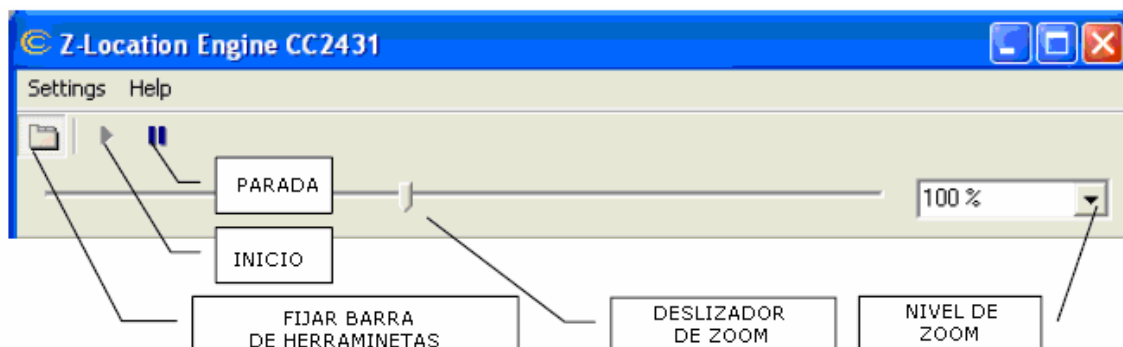 Z-Location Engine CC2431
Settings Help
PARADA
100 %
INICIO
FIJAR BARRA
DE HERRAMINETAS
DESLIZADOR
DE ZOOM
NIVEL DE
ZOOM